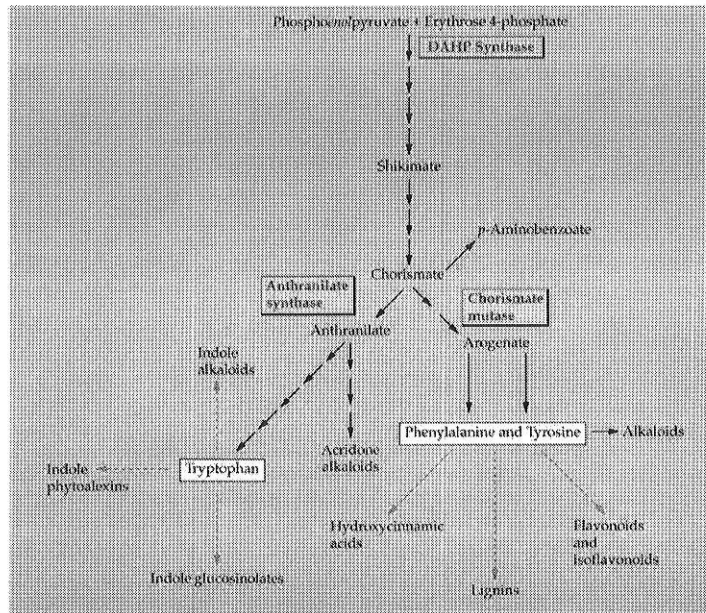 Phosphoenolpyruvate + Erythrose 4-phosphate
DAHP Synthase
Shikimate
p-Aminobenzoate
Chorismate
Anthranilate
synthase
Chorismate
mutase
Anthranilate
Arogenate
Indole
alkaloids
Phenylalanine and Tyrosine
Alkaloids
Acridone
alkaloids
Indole
phytoalexins
Tryptophan
Hydroxycinnamic
acids
Flavonoids
and
isoflavonoids
Indole glucosinolates
Lignins